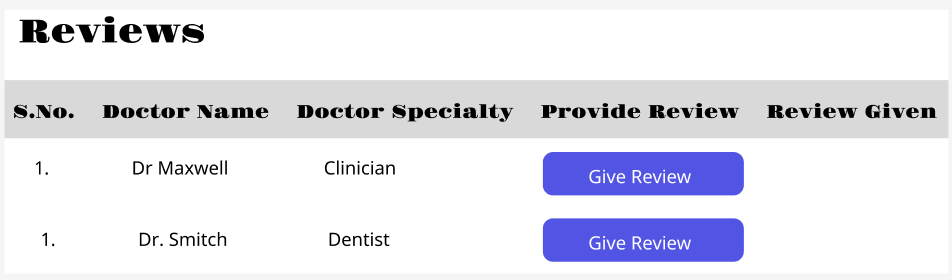 Reviews
S.No. Doctor Name Doctor Specialty Provide Review Review Given
1. Dr Maxwell Clinician Give Review
1. Dr. Smitch Dentist Give Review